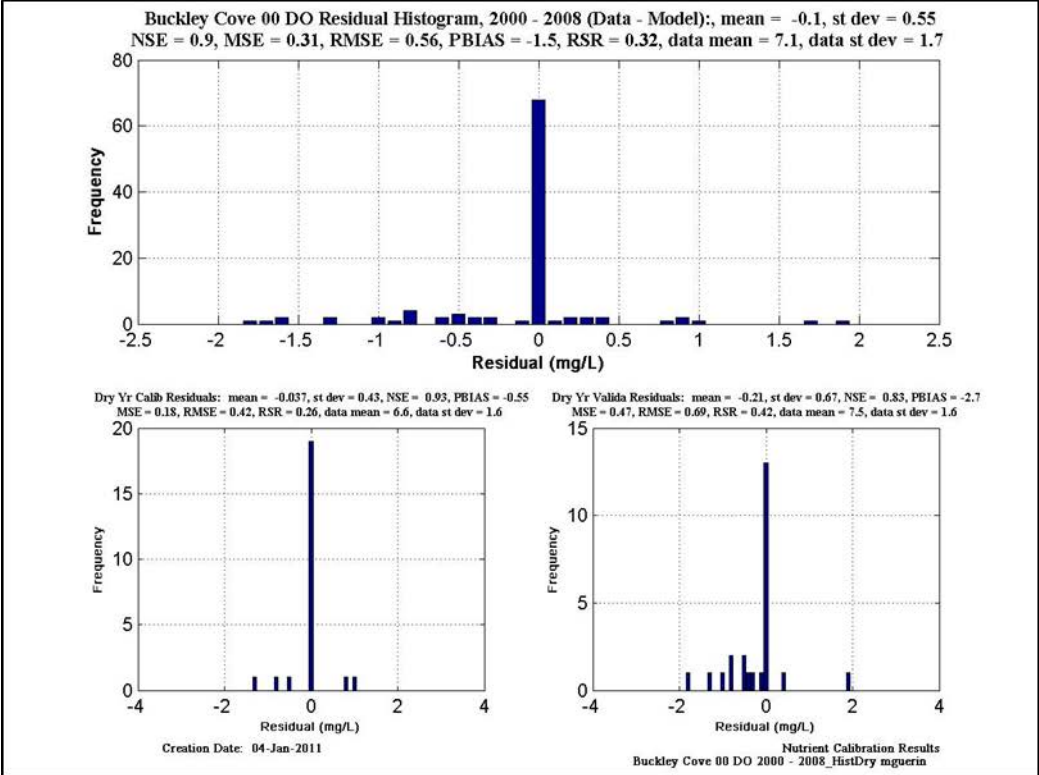 Buckley Cove 00 DO Residual Histogram, 2000 - 2008 (Data - Model):, mean = -0.1, st dev = 0.55
NSE = 0.9, MSE = 0.31, RMSE = 0.56, PBIAS = -1.5, RSR = 0.32, data mean = 7.1, data st dev = 1.7
80
60
40
20
0
Frequency
-2.5 -2 -1.5 -1 -0.5 0 0.5 1 1.5 2 2.5
Residual (mg/L)
Dry Yr Calib Residuals: mean = -0.037, st dev = 0.43, NSE = 0.93, PBIAS = -0.55
MSE = 0.18, RMSE = 0.42, RSR = 0.26, data mean = 6.6, data st dev = 1.6
20
15
10
5
0
Frequency
-4 -2 0 2 4
Residual (mg/L)
Creation Date: 04-Jan-2011
Dry Yr Valida Residuals: mean = -0.21, st dev = 0.67, NSE = 0.83, PBIAS = -2.7
MSE = 0.47, RMSE = 0.69, RSR = 0.42, data mean = 7.5, data st dev = 1.6
15
10
5
0
Frequency
-4 -2 0 2 4
Residual (mg/L)
Nutrient Calibration Results
Buckley Cove 00 DO 2000 - 2008_HistDry mguerin